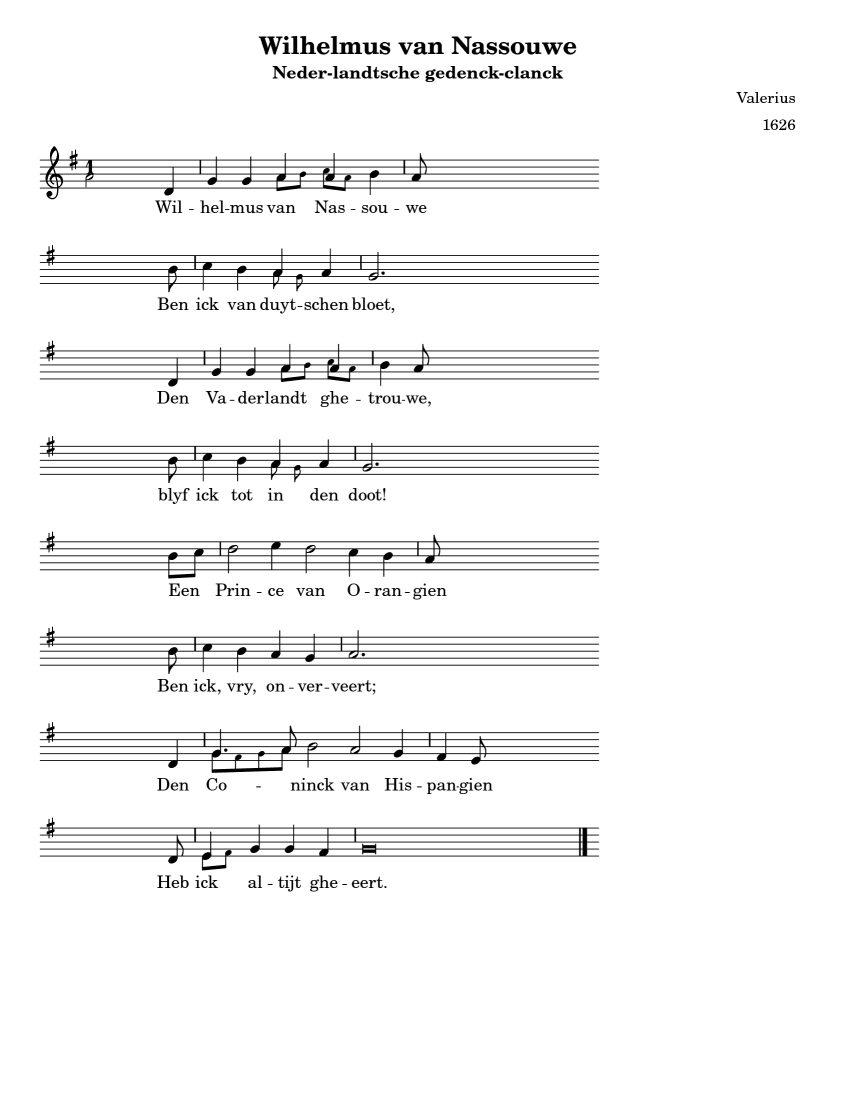 Wilhelmus van Nassouwe
Neder-landtsche gedenck-clanck
Valerius
1626
1
Wil -- hel -- mus van Nas -- sou -- we
Ben ick van duyt -- schen bloet,
Den Va -- derlandt ghe -- trou -- we,
blyf ick tot in den doot!
Een Prin -- ce van O -- ran -- gien
Ben ick, vry, on -- ver -- veert;
Den Co -- ninck van His -- pan -- gien
Heb ick al -- tijt ghe -- eert.